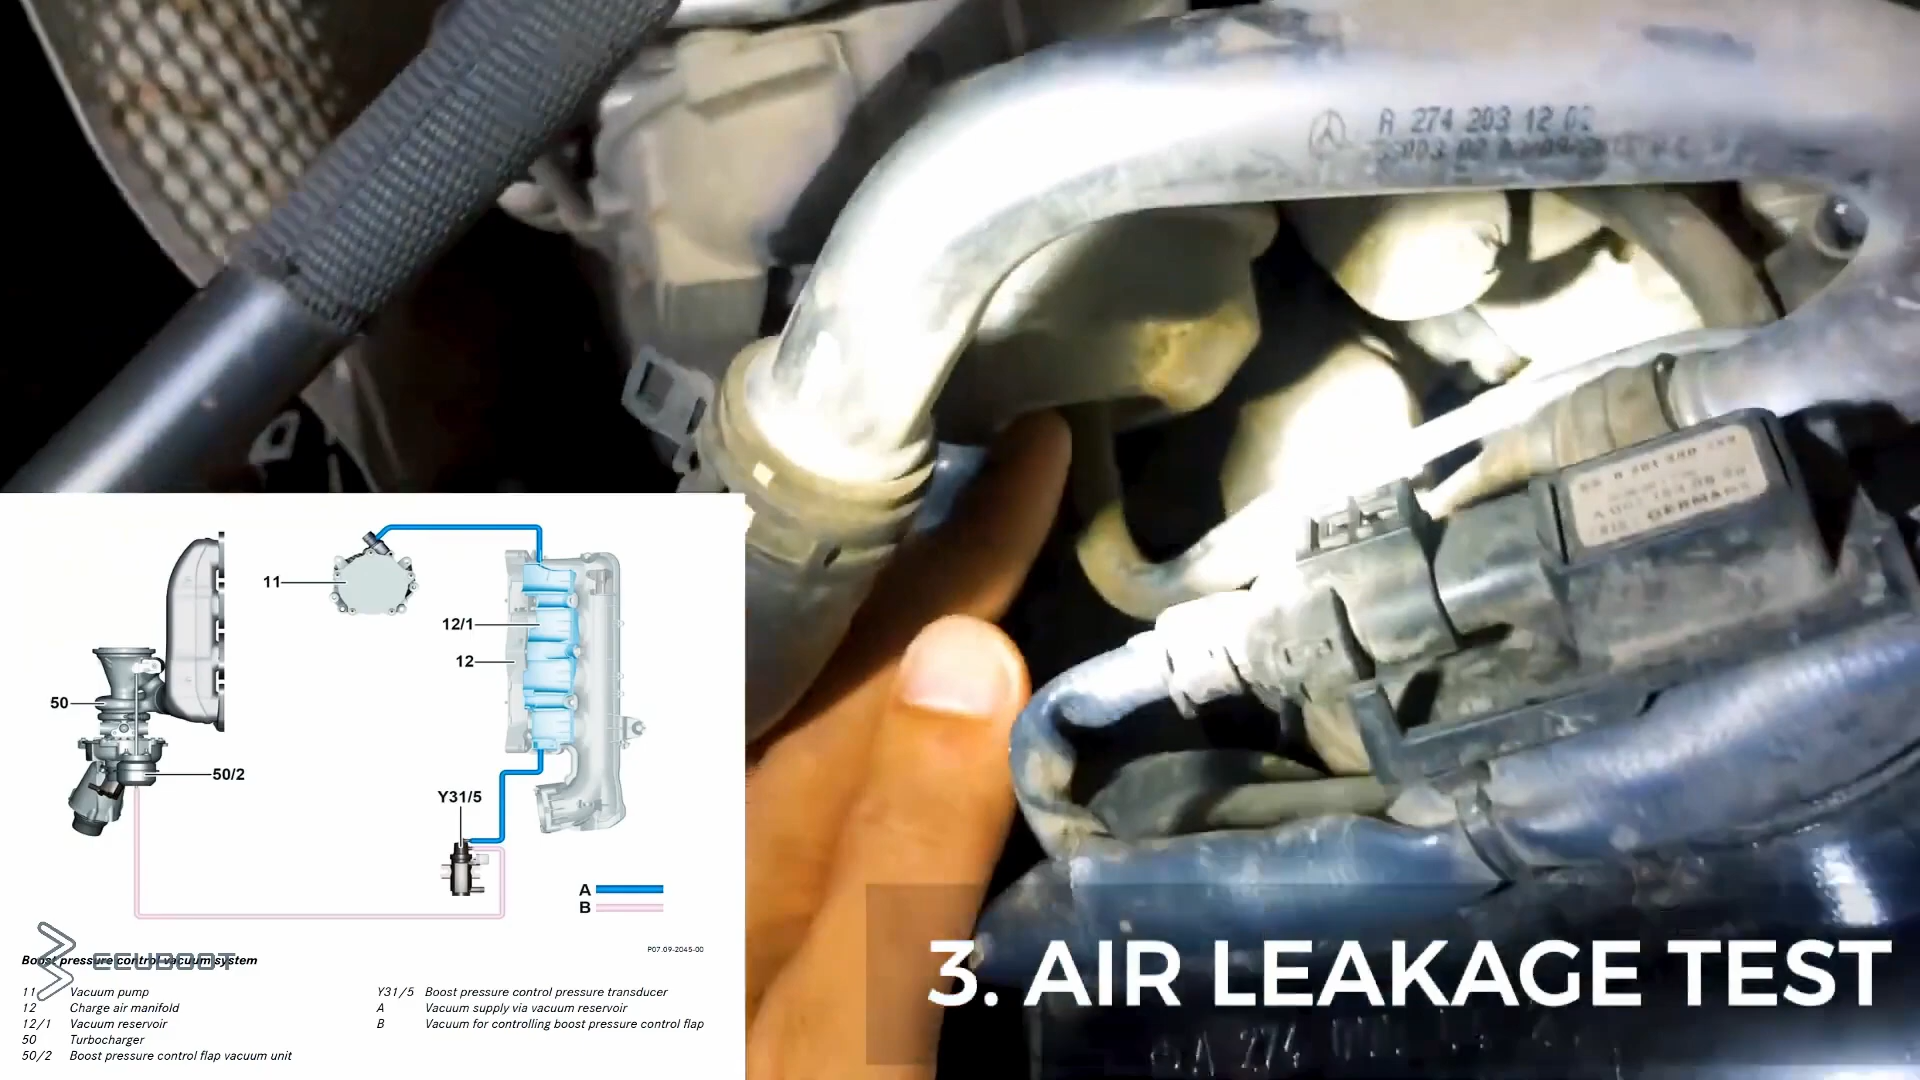 A 274 203 12 02
GERMANY
11
12/1
12
50
50/2
Y31/5
A
B
P07.09-2045-00
ECUBOOT
Boost pressure control vacuum system
11 Vacuum pump
12 Charge air manifold
12/1 Vacuum reservoir
50 Turbocharger
50/2 Boost pressure control flap vacuum unit
Y31/5 Boost pressure control pressure transducer
A Vacuum supply via vacuum reservoir
B Vacuum for controlling boost pressure control flap
3. AIR LEAKAGE TEST
A 274